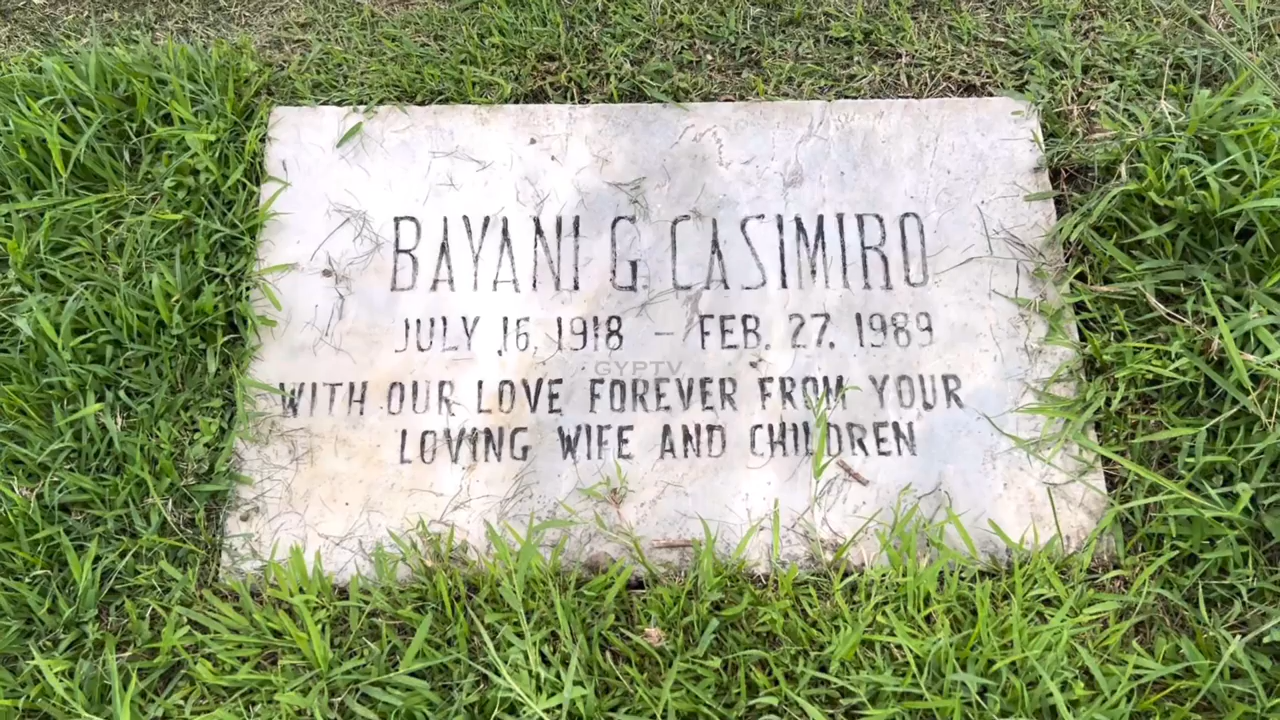 BAYANI G. CASIMIRO
JULY 16, 1918 – FEB. 27, 1989
GYPTV
WITH OUR LOVE FOREVER FROM YOUR
LOVING WIFE AND CHILDREN